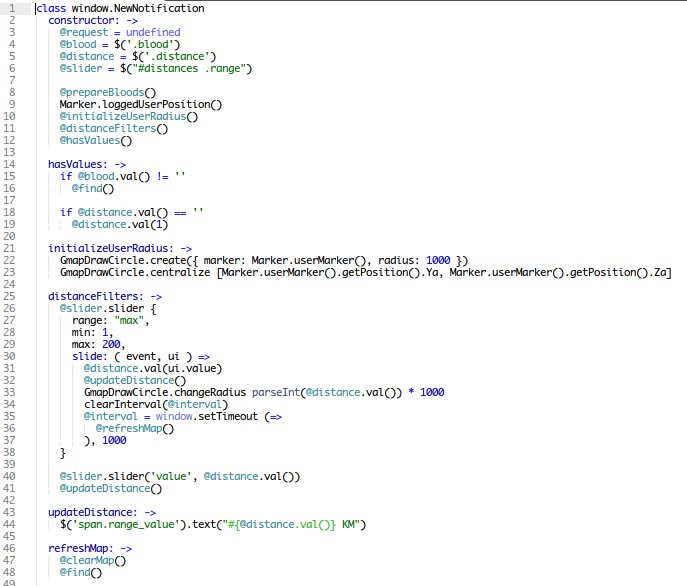 1 class window.NewNotification
2 constructor: ->
3 @request = undefined
4 @blood = $('.blood')
5 @distance = $('.distance')
6 @slider = $("#distances .range")
7
8 @prepareBloods()
9 Marker.loggedUserPosition()
10 @initializeUserRadius()
11 @distanceFilters()
12 @hasValues()
13
14 hasValues: ->
15 if @blood.val() != ''
16 @find()
17
18 if @distance.val() == ''
19 @distance.val(1)
20
21 initializeUserRadius: ->
22 GmapDrawCircle.create({ marker: Marker.userMarker(), radius: 1000 })
23 GmapDrawCircle.centralize [Marker.userMarker().getPosition().Ya, Marker.userMarker().getPosition().Za]
24
25 distanceFilters: ->
26 @slider.slider {
27 range: "max",
28 min: 1,
29 max: 200,
30 slide: ( event, ui ) =>
31 @distance.val(ui.value)
32 @updateDistance()
33 GmapDrawCircle.changeRadius parseInt(@distance.val()) * 1000
34 clearInterval(@interval)
35 @interval = window.setTimeout (=>
36 @refreshMap()
37 ), 1000
38 }
39
40 @slider.slider('value', @distance.val())
41 @updateDistance()
42
43 updateDistance: ->
44 $('span.range_value').text("#{@distance.val()} KM")
45
46 refreshMap: ->
47 @clearMap()
48 @find()
49